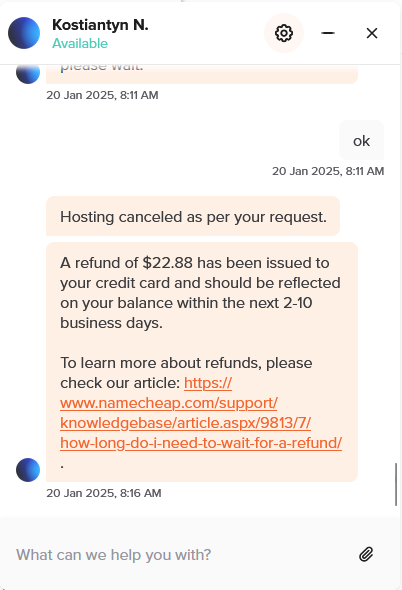 Kostiantyn N.
Available
please wait.
20 Jan 2025, 8:11 AM
ok
20 Jan 2025, 8:11 AM
Hosting canceled as per your request.
A refund of $22.88 has been issued to
your credit card and should be reflected
on your balance within the next 2-10
business days.
To learn more about refunds, please
check our article: https://
www.namecheap.com/support/
knowledgebase/article.aspx/9813/7/
how-long-do-i-need-to-wait-for-a-refund/
.
20 Jan 2025, 8:16 AM
What can we help you with?